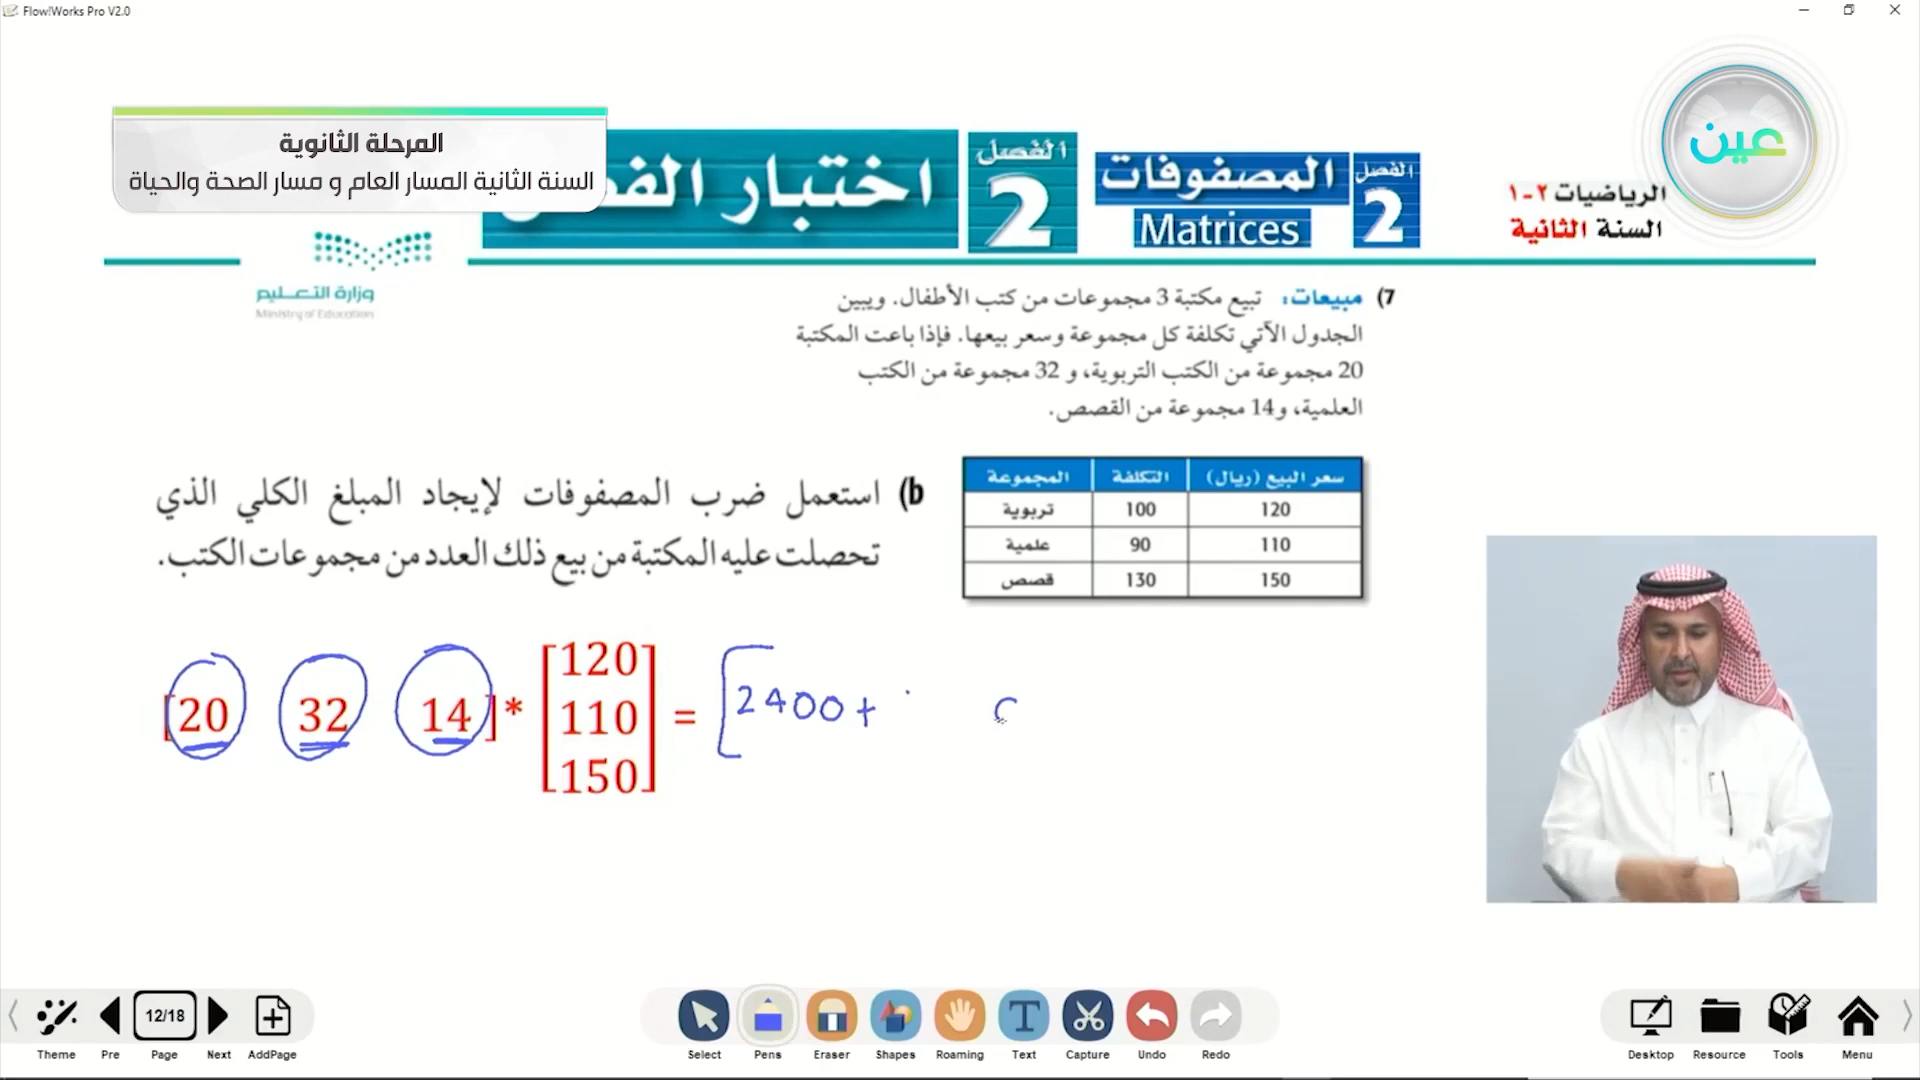 Flow!Works Pro V2.0
المرحلة الثانوية
السنة الثانية المسار العام و مسار الصحة والحياة
اختبار
الفصل 2
المصفوفات
Matrices
الفصل 2
الرياضيات ٢-١
السنة الثانية
عين
وزارة التعليم
Ministry of Education
7) مبيعات: تبيع مكتبة 3 مجموعات من كتب الأطفال. ويبين
الجدول الآتي تكلفة كل مجموعة وسعر بيعها. فإذا باعت المكتبة
20 مجموعة من الكتب التربوية، و 32 مجموعة من الكتب
العلمية، و14 مجموعة من القصص.
المجموعة التكلفة سعر البيع (ريال)
تربوية 100 120
علمية 90 110
قصص 130 150
b) استعمل ضرب المصفوفات لإيجاد المبلغ الكلي الذي
تحصلت عليه المكتبة من بيع ذلك العدد من مجموعات الكتب.
[20 32 14] * [120
110
150] = [2400 +
12/18
Theme Pre Page Next AddPage Select Pens Eraser Shapes Roaming Text Capture Undo Redo Desktop Resource Tools Menu